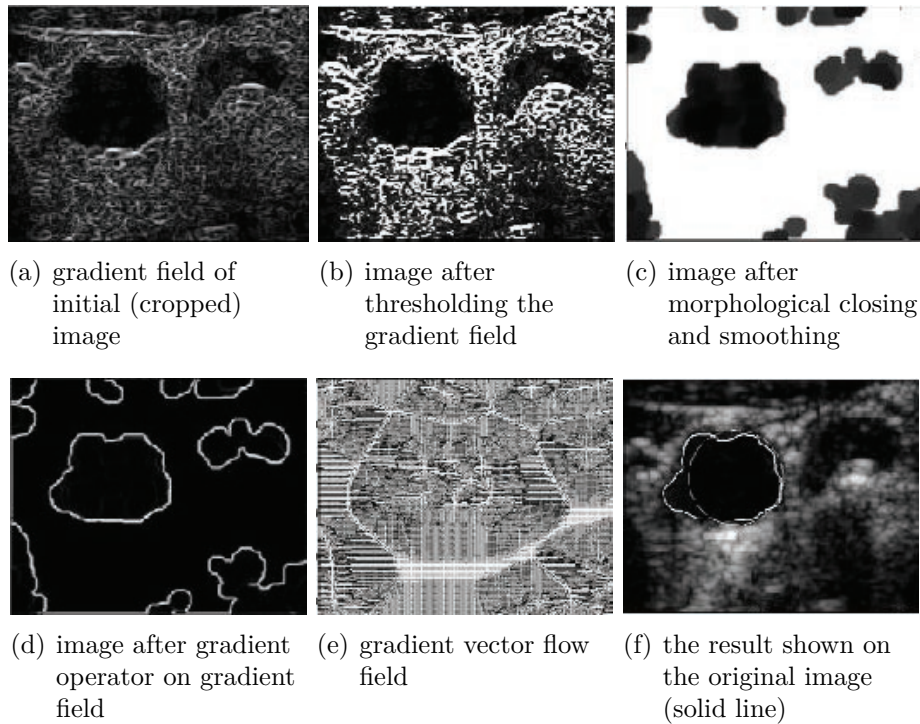 (a) gradient field of
initial (cropped)
image
(b) image after
thresholding the
gradient field
(c) image after
morphological closing
and smoothing
(d) image after gradient
operator on gradient
field
(e) gradient vector flow
field
(f) the result shown on
the original image
(solid line)